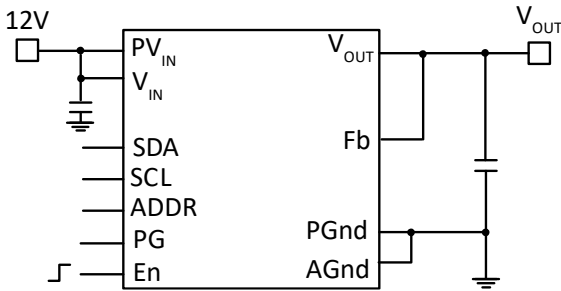 12V
V_OUT
PV_IN
V_IN
V_OUT
Fb
SDA
SCL
ADDR
PG
En
PGnd
AGnd